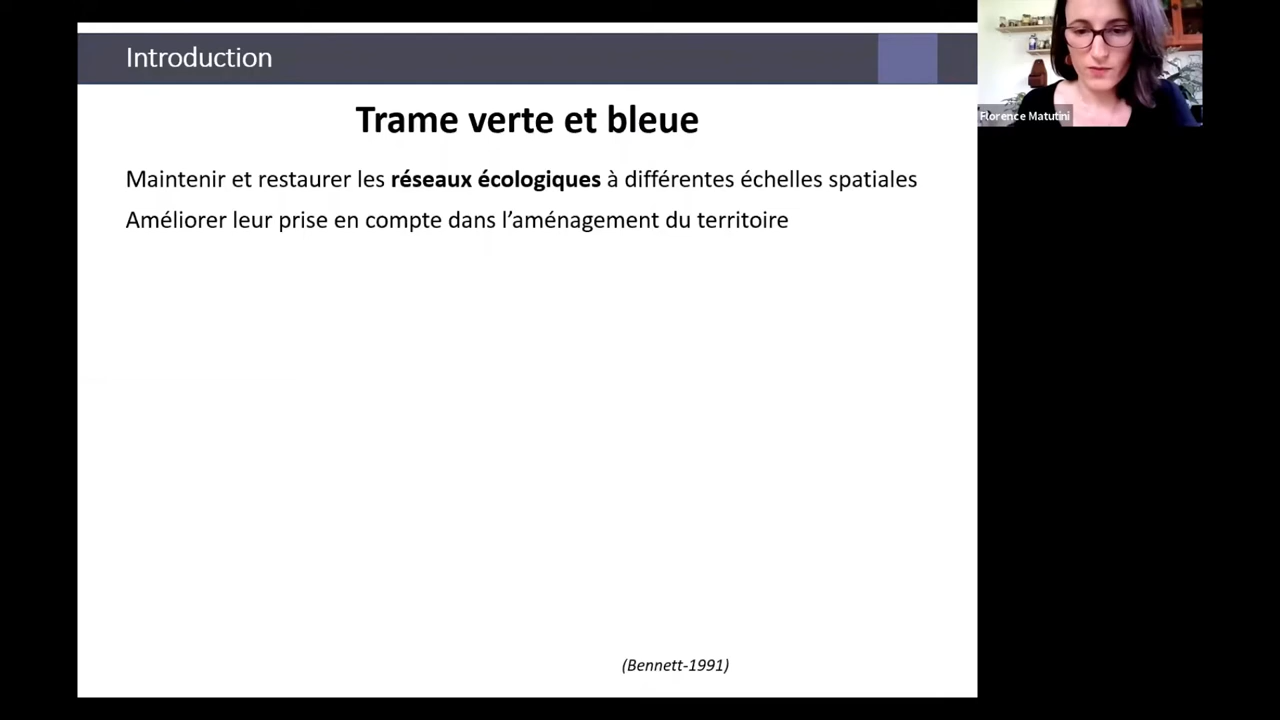 Introduction
Trame verte et bleue
Maintenir et restaurer les réseaux écologiques à différentes échelles spatiales
Améliorer leur prise en compte dans l’aménagement du territoire
(Bennett-1991)
Florence Matutini